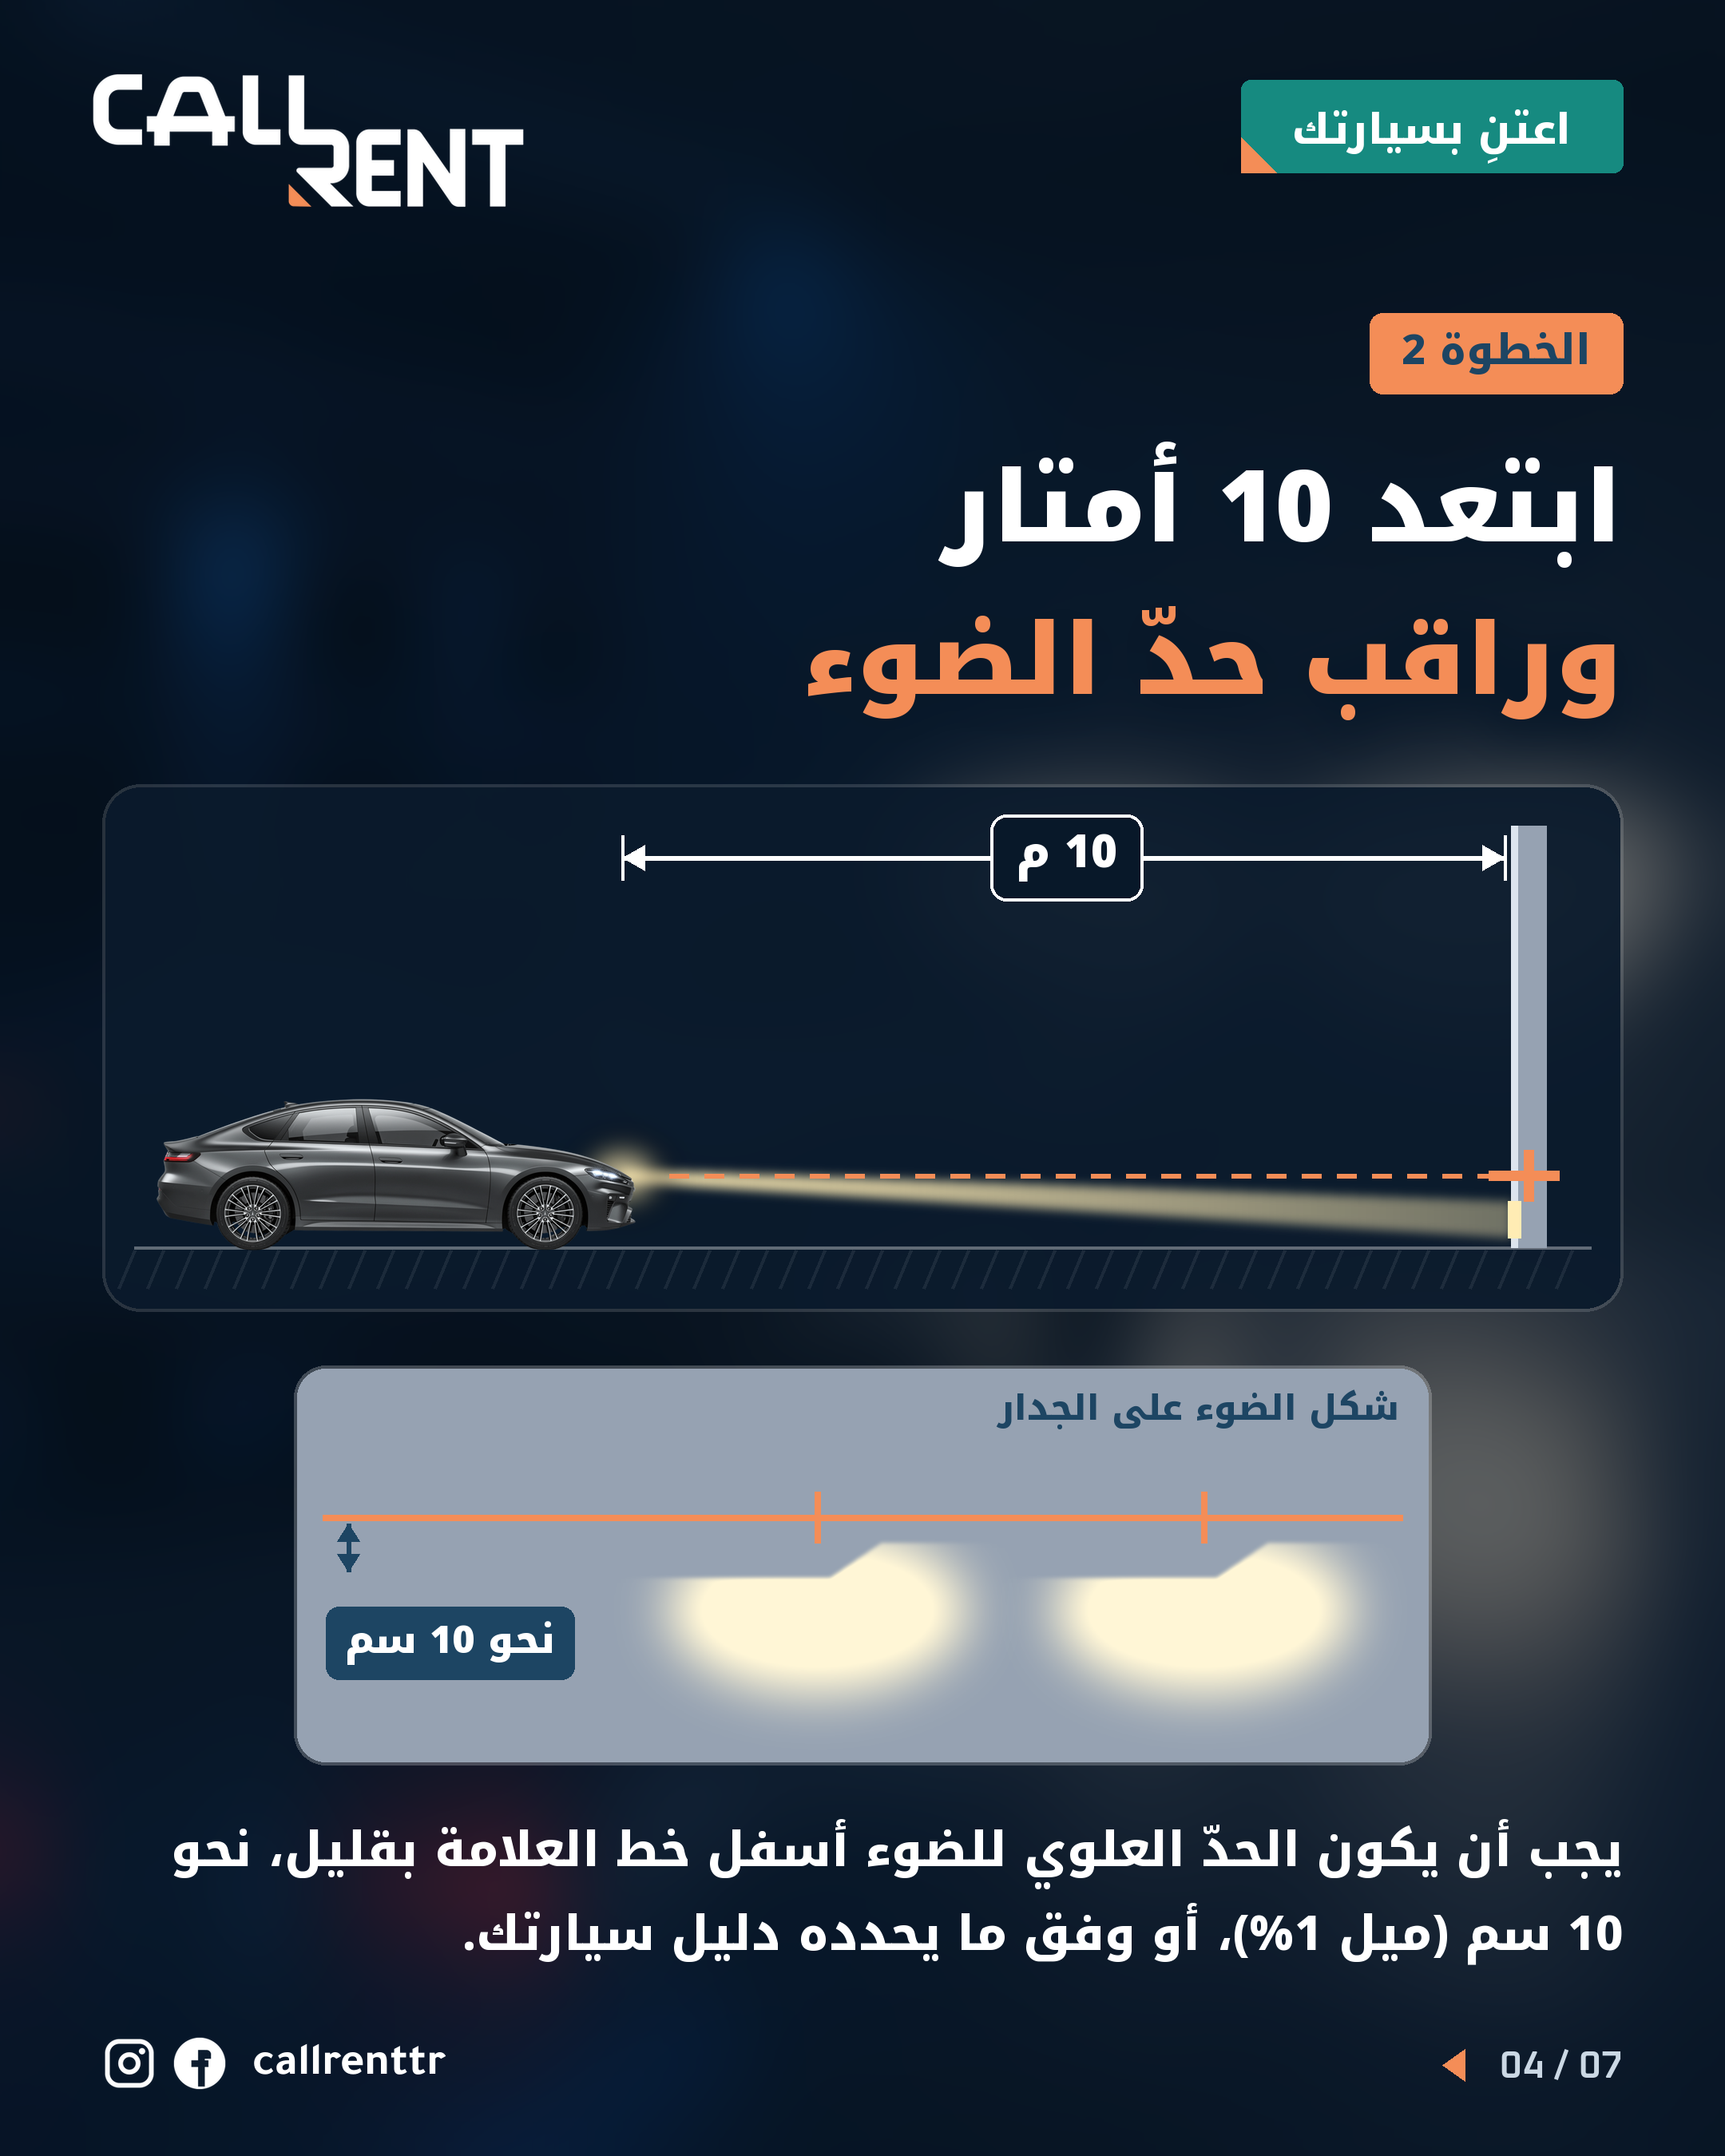 CALL RENT
اعتنِ بسيارتك
الخطوة 2
ابتعد 10 أمتار
وراقب حدّ الضوء
10 م
شكل الضوء على الجدار
نحو 10 سم
يجب أن يكون الحدّ العلوي للضوء أسفل خط العلامة بقليل، نحو
10 سم (ميل 1%)، أو وفق ما يحدده دليل سيارتك.
callrenttr
04 / 07